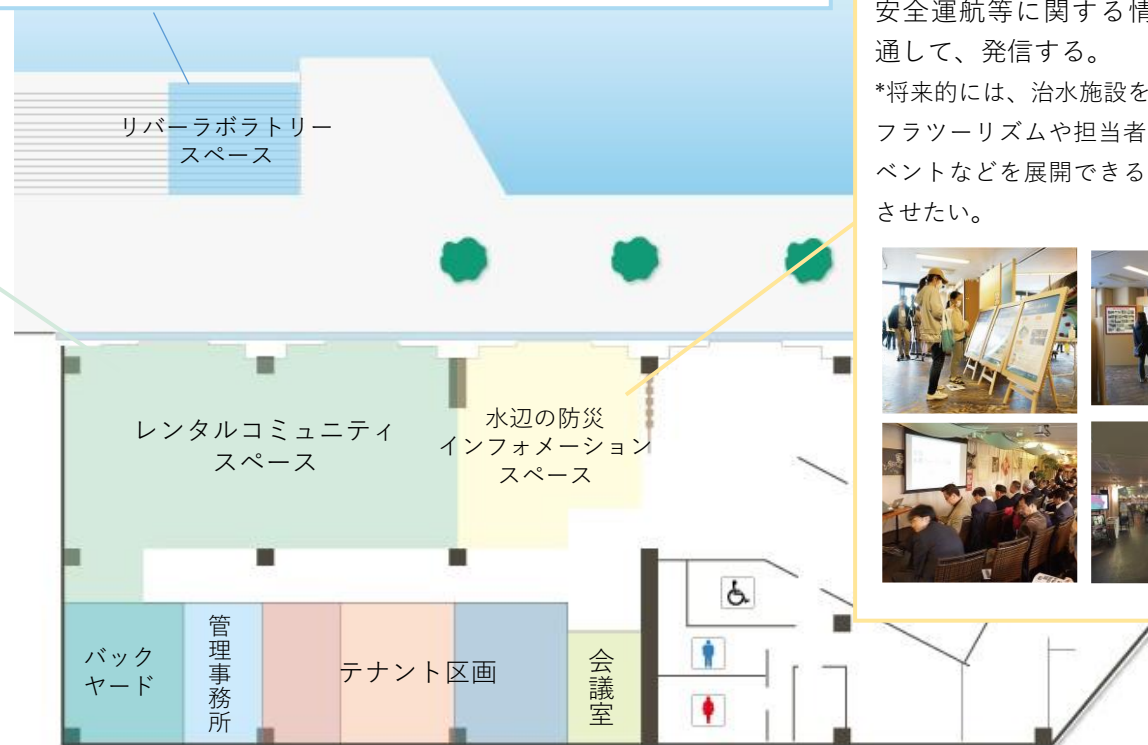 リバーラボラトリー
スペース
レンタルコミュニティ
スペース
水辺の防災
インフォメーション
スペース
バック
ヤード
管理事務所
テナント区画
会議室
安全運航等に関する情
通して、発信する。
*将来的には、治水施設を
フラツーリズムや担当者
ベントなどを展開できる
させたい。